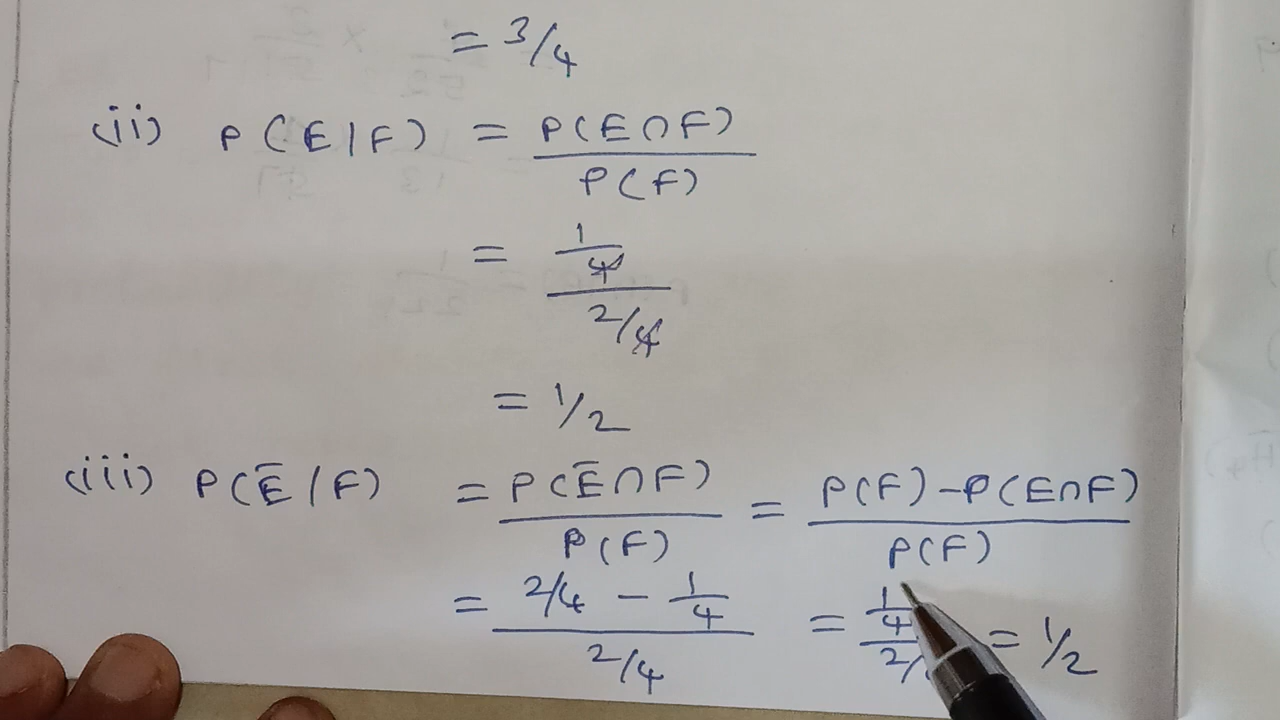 = 3/4
(ii) P(E/F) = P(E∩F)
P(F)
= 1
4
2/4
= 1/2
(iii) P(Ē/F) = P(Ē∩F) = P(F) - P(E∩F)
P(F) P(F)
= 2/4 - 1/4 = 1/4 = 1/2
2/4 2/